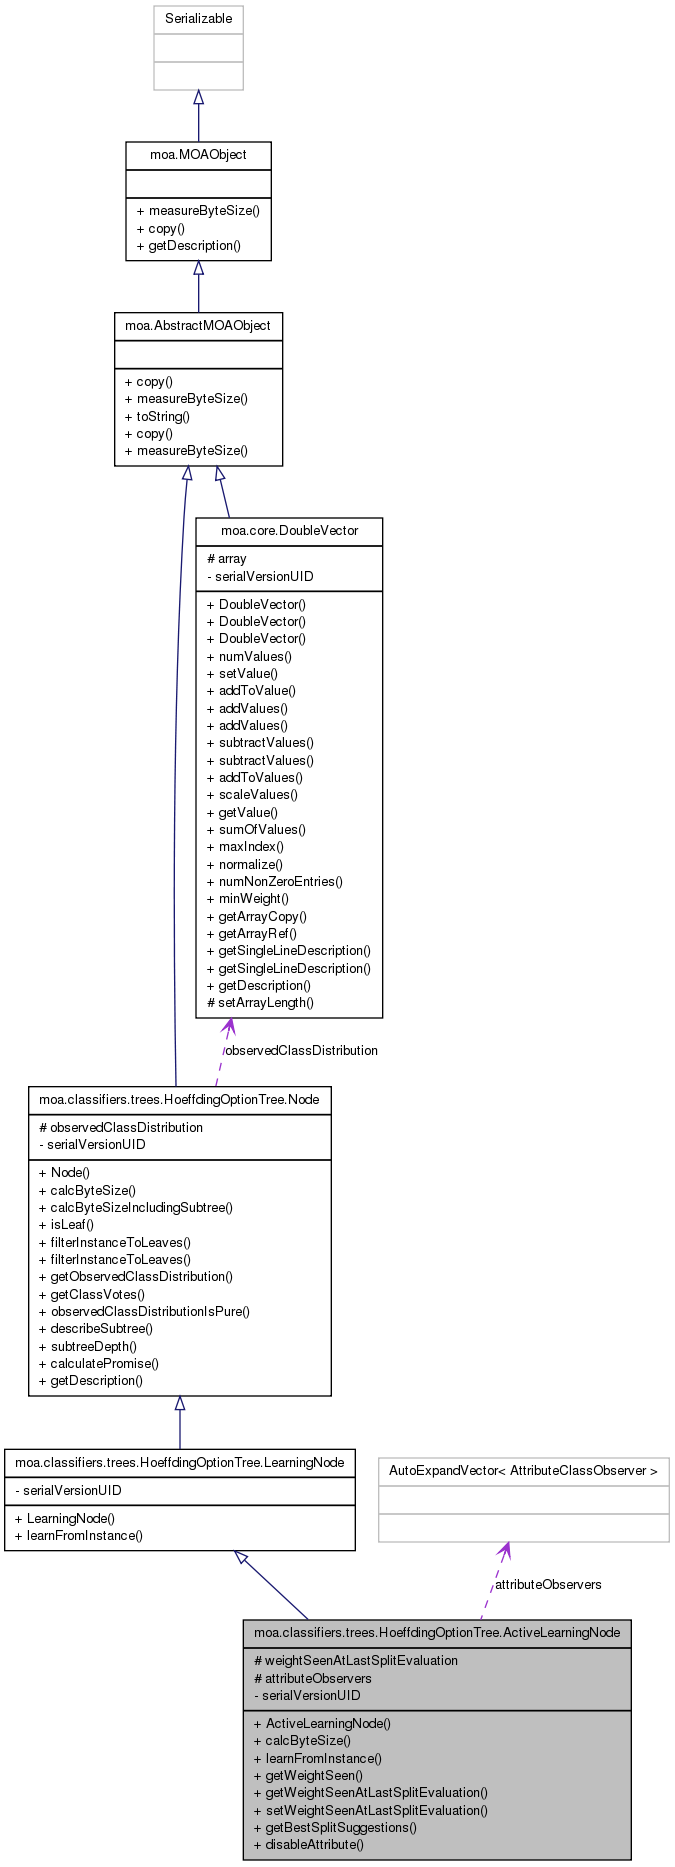 Serializable
moa.MOAObject
+ measureByteSize()
+ copy()
+ getDescription()
moa.AbstractMOAObject
+ copy()
+ measureByteSize()
+ toString()
+ copy()
+ measureByteSize()
moa.core.DoubleVector
# array
- serialVersionUID
+ DoubleVector()
+ DoubleVector()
+ DoubleVector()
+ numValues()
+ setValue()
+ addToValue()
+ addValues()
+ addValues()
+ subtractValues()
+ subtractValues()
+ addToValues()
+ scaleValues()
+ getValue()
+ sumOfValues()
+ maxIndex()
+ normalize()
+ numNonZeroEntries()
+ minWeight()
+ getArrayCopy()
+ getArrayRef()
+ getSingleLineDescription()
+ getSingleLineDescription()
+ getDescription()
# setArrayLength()
observedClassDistribution
moa.classifiers.trees.HoeffdingOptionTree.Node
# observedClassDistribution
- serialVersionUID
+ Node()
+ calcByteSize()
+ calcByteSizeIncludingSubtree()
+ isLeaf()
+ filterInstanceToLeaves()
+ filterInstanceToLeaves()
+ getObservedClassDistribution()
+ getClassVotes()
+ observedClassDistributionIsPure()
+ describeSubtree()
+ subtreeDepth()
+ calculatePromise()
+ getDescription()
moa.classifiers.trees.HoeffdingOptionTree.LearningNode
- serialVersionUID
+ LearningNode()
+ learnFromInstance()
AutoExpandVector< AttributeClassObserver >
attributeObservers
moa.classifiers.trees.HoeffdingOptionTree.ActiveLearningNode
# weightSeenAtLastSplitEvaluation
# attributeObservers
- serialVersionUID
+ ActiveLearningNode()
+ calcByteSize()
+ learnFromInstance()
+ getWeightSeen()
+ getWeightSeenAtLastSplitEvaluation()
+ setWeightSeenAtLastSplitEvaluation()
+ getBestSplitSuggestions()
+ disableAttribute()